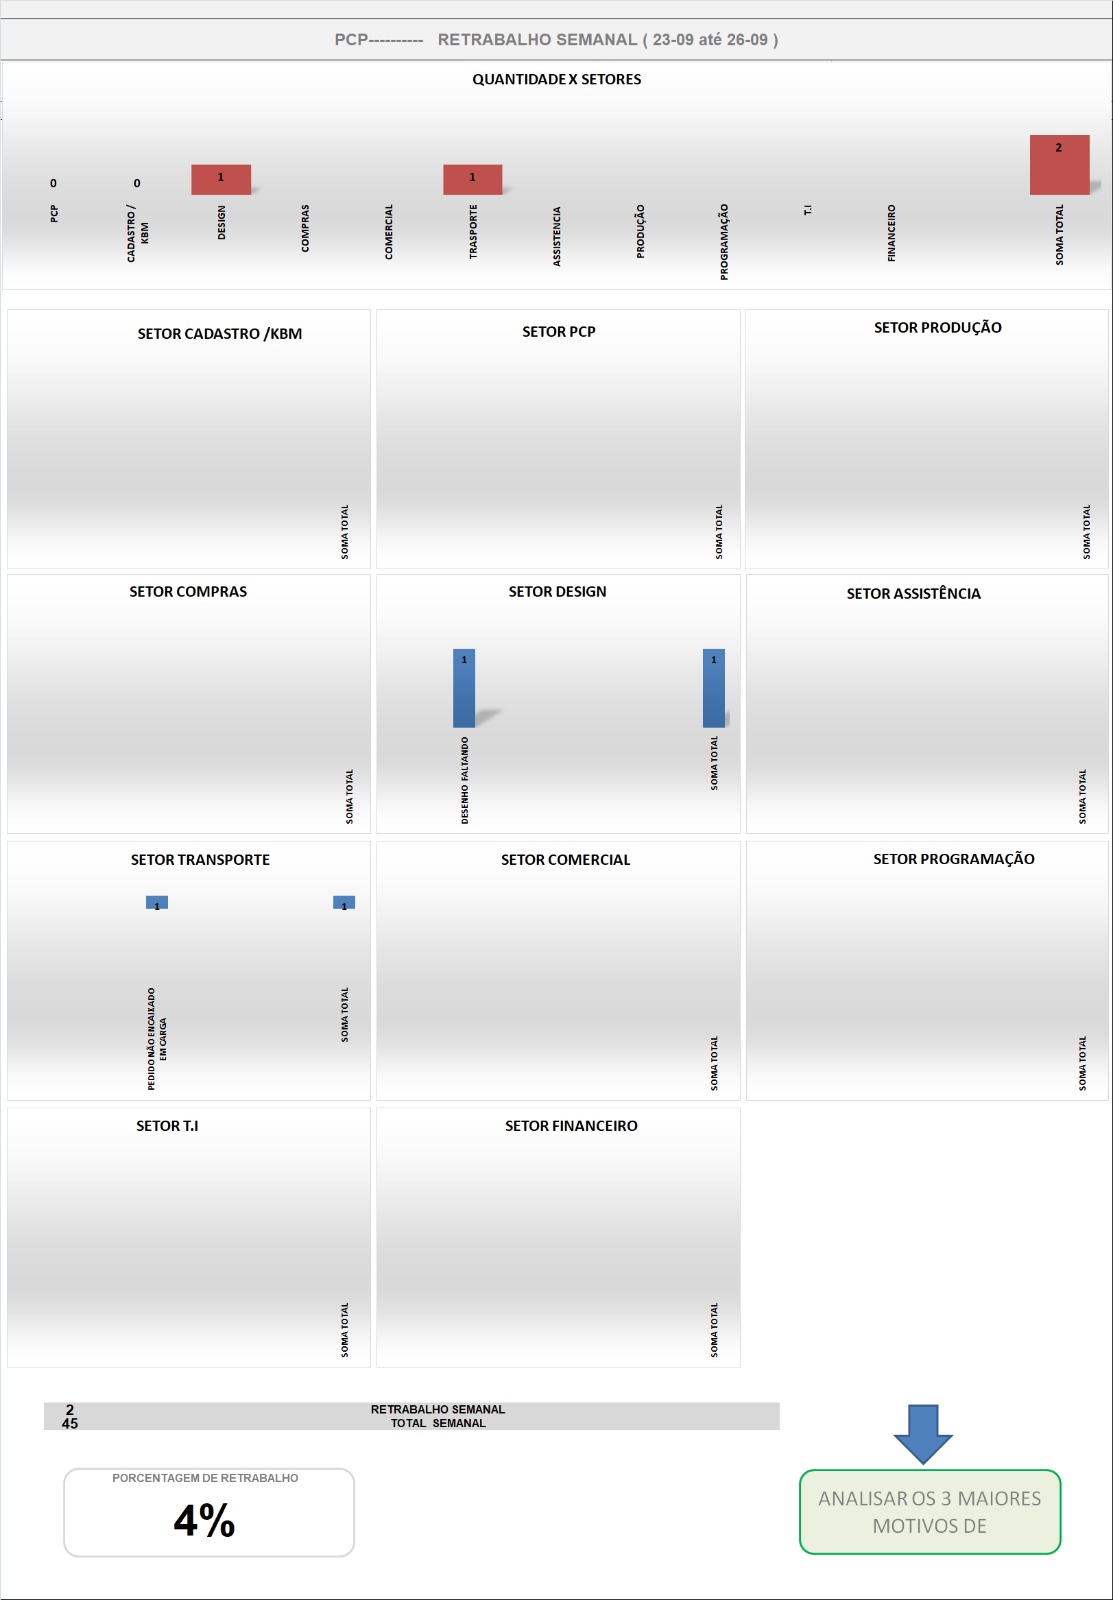 PCP---------- RETRABALHO SEMANAL ( 23-09 até 26-09 )
QUANTIDADE X SETORES
0
0
1
1
2
PCP
CADASTRO /
KBM
DESIGN
COMPRAS
COMERCIAL
TRASPORTE
ASSISTENCIA
PRODUÇÃO
PROGRAMAÇÃO
T.I
FINANCEIRO
SOMA TOTAL
SETOR CADASTRO /KBM
SOMA TOTAL
SETOR PCP
SOMA TOTAL
SETOR PRODUÇÃO
SOMA TOTAL
SETOR COMPRAS
SOMA TOTAL
SETOR DESIGN
1
1
DESENHO FALTANDO
SOMA TOTAL
SETOR ASSISTÊNCIA
SOMA TOTAL
SETOR TRANSPORTE
1
1
PEDIDO NÃO ENCAIXADO
EM CARGA
SOMA TOTAL
SETOR COMERCIAL
SOMA TOTAL
SETOR PROGRAMAÇÃO
SOMA TOTAL
SETOR T.I
SOMA TOTAL
SETOR FINANCEIRO
SOMA TOTAL
2 RETRABALHO SEMANAL
45 TOTAL SEMANAL
PORCENTAGEM DE RETRABALHO
4%
ANALISAR OS 3 MAIORES
MOTIVOS DE